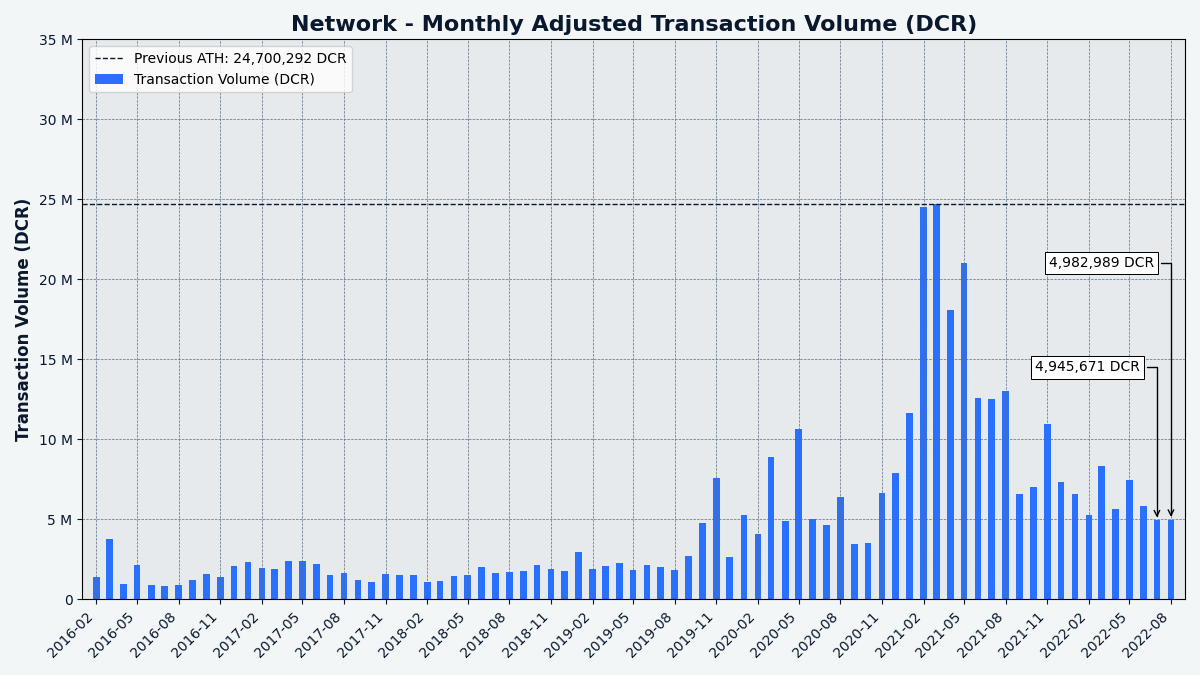 Network - Monthly Adjusted Transaction Volume (DCR)
Previous ATH: 24,700,292 DCR
Transaction Volume (DCR)
Transaction Volume (DCR)
35 M
30 M
25 M
20 M
15 M
10 M
5 M
0
4,982,989 DCR
4,945,671 DCR
2016-02
2016-05
2016-08
2016-11
2017-02
2017-05
2017-08
2017-11
2018-02
2018-05
2018-08
2018-11
2019-02
2019-05
2019-08
2019-11
2020-02
2020-05
2020-08
2020-11
2021-02
2021-05
2021-08
2021-11
2022-02
2022-05
2022-08